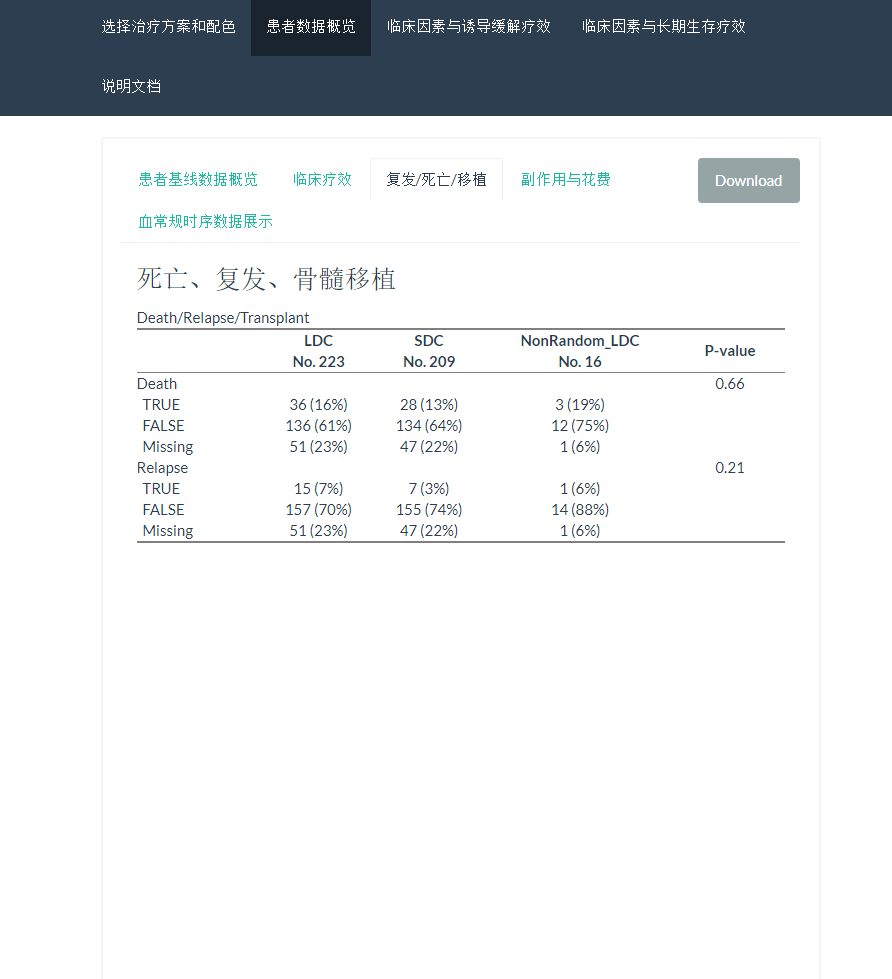 选择治疗方案和配色 患者数据概览 临床因素与诱导缓解疗效 临床因素与长期生存疗效
说明文档
患者基线数据概览 临床疗效 复发/死亡/移植 副作用与花费 Download
血常规时序数据展示
死亡、复发、骨髓移植
Death/Relapse/Transplant
LDC SDC NonRandom_LDC P-value
No. 223 No. 209 No. 16
Death 0.66
TRUE 36 (16%) 28 (13%) 3 (19%)
FALSE 136 (61%) 134 (64%) 12 (75%)
Missing 51 (23%) 47 (22%) 1 (6%)
Relapse 0.21
TRUE 15 (7%) 7 (3%) 1 (6%)
FALSE 157 (70%) 155 (74%) 14 (88%)
Missing 51 (23%) 47 (22%) 1 (6%)